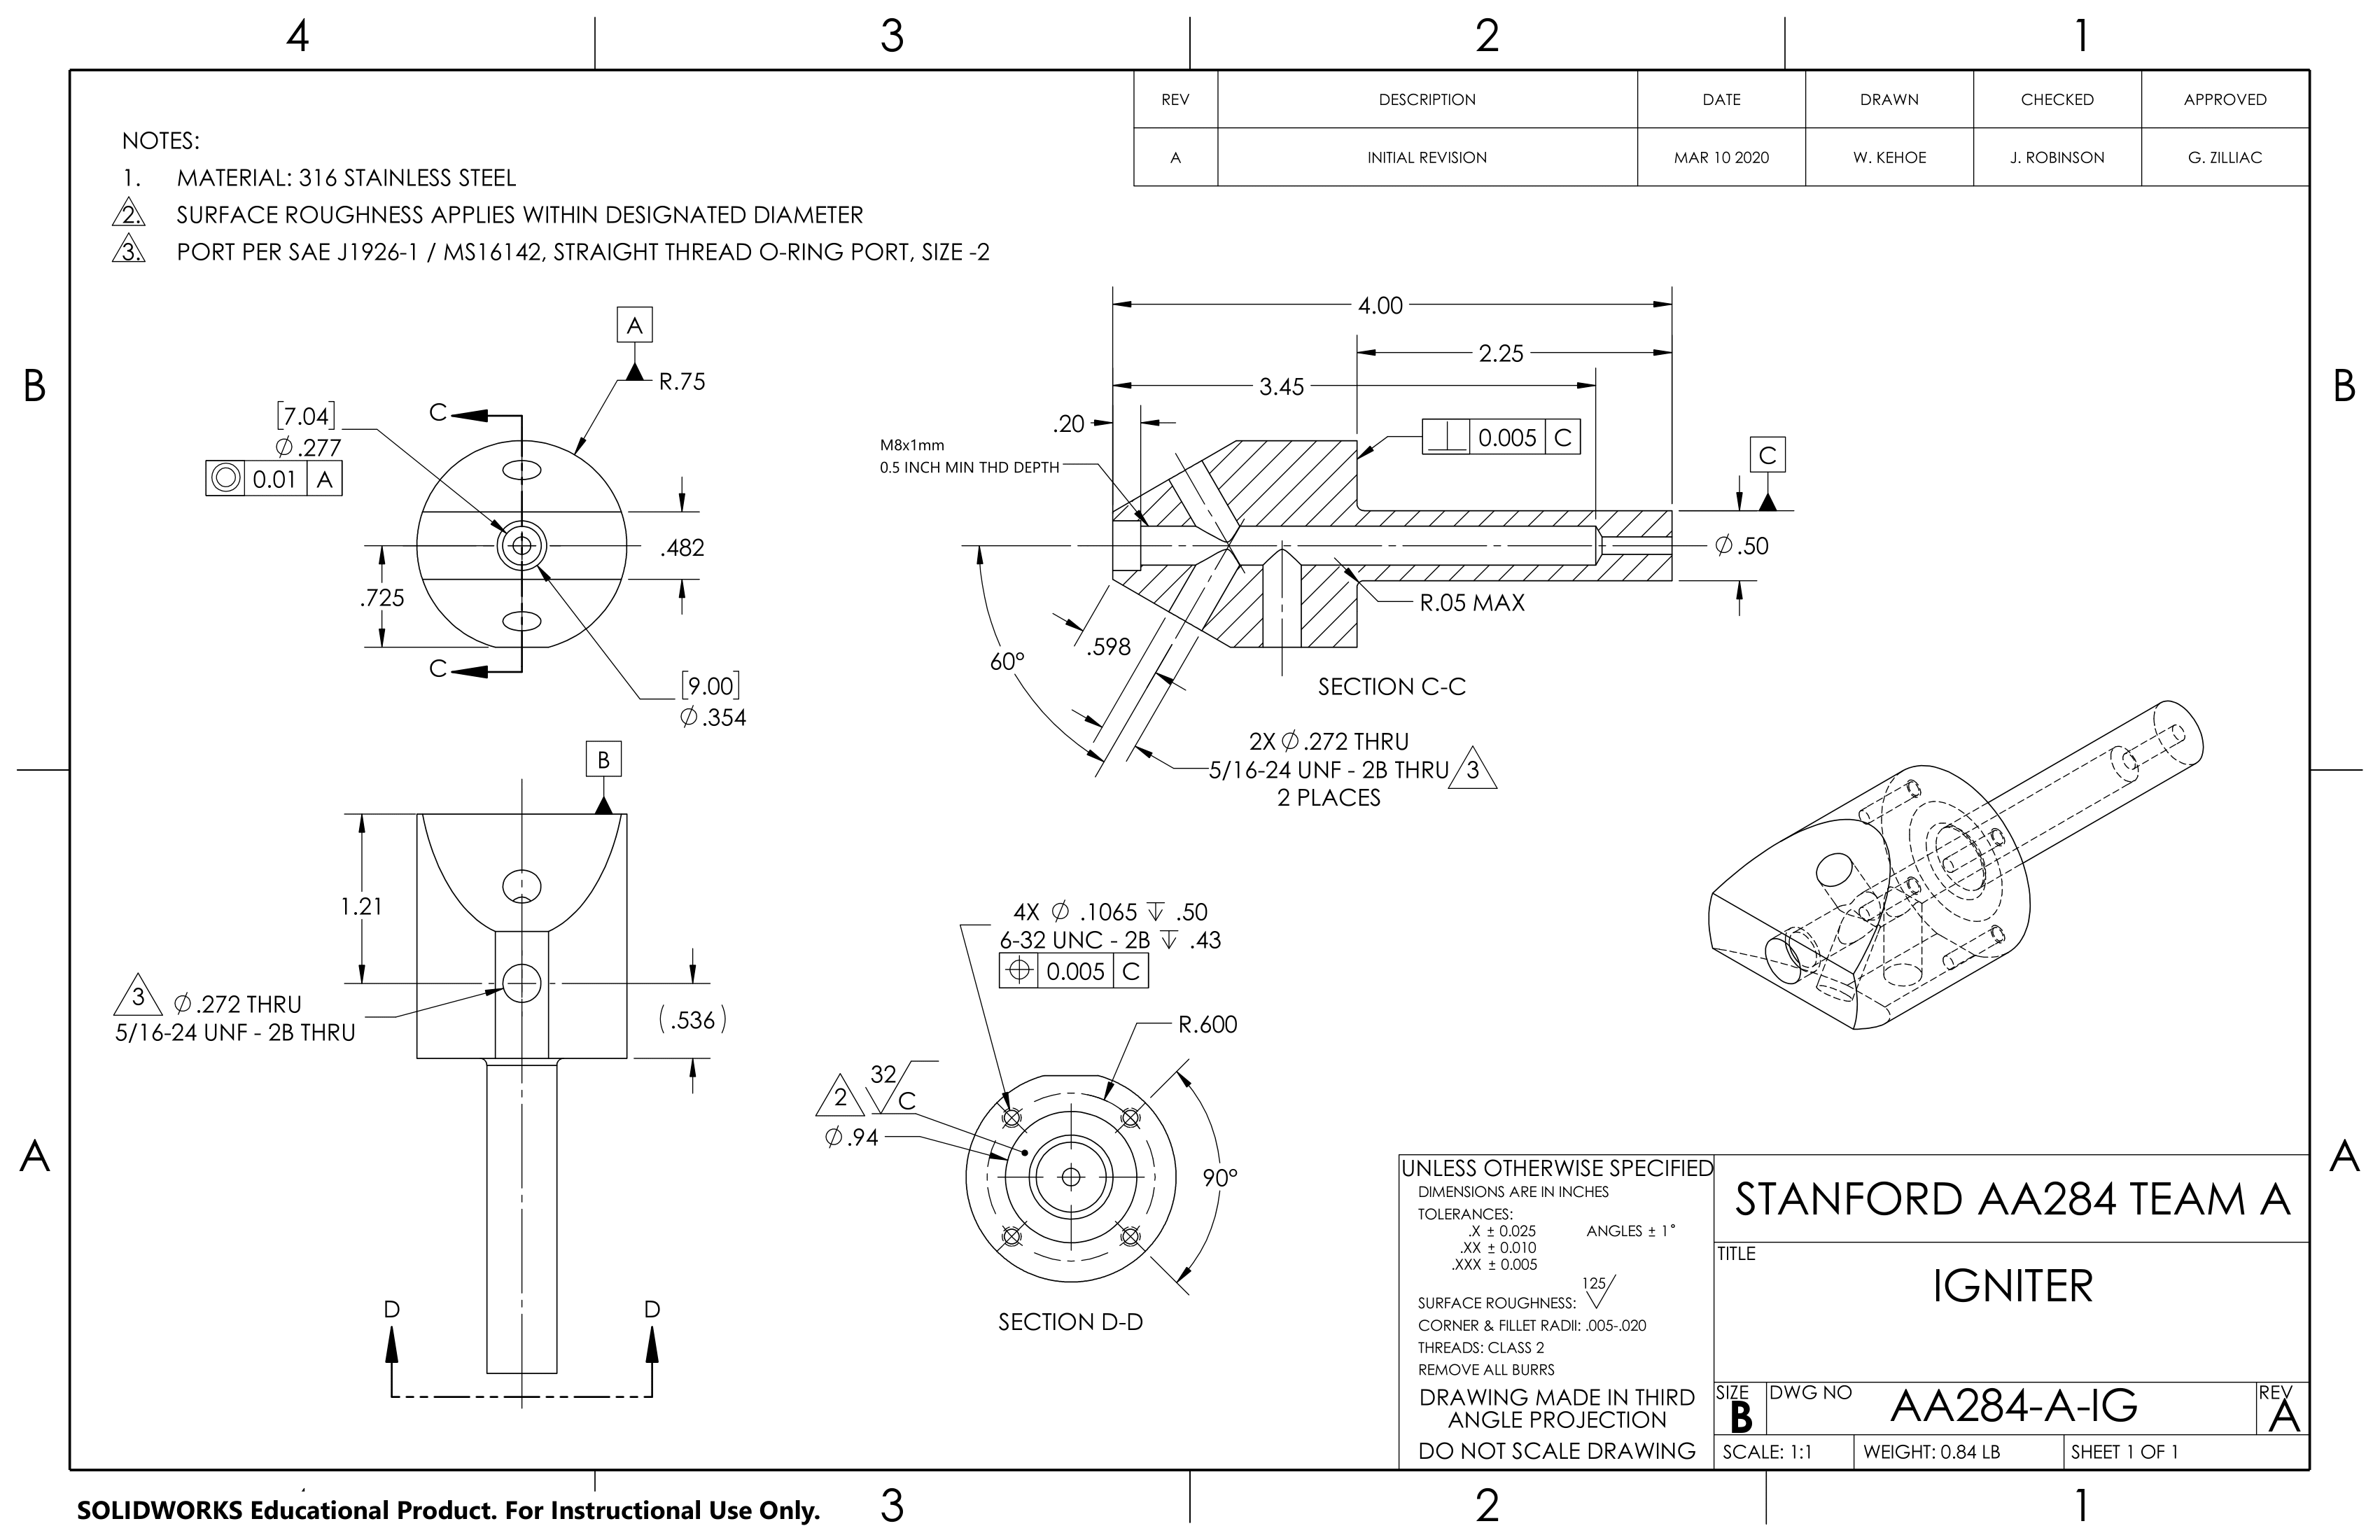 4 3 2 1
REV DESCRIPTION DATE DRAWN CHECKED APPROVED
A INITIAL REVISION MAR 10 2020 W. KEHOE J. ROBINSON G. ZILLIAC
NOTES:
1. MATERIAL: 316 STAINLESS STEEL
2. SURFACE ROUGHNESS APPLIES WITHIN DESIGNATED DIAMETER
3. PORT PER SAE J1926-1 / MS16142, STRAIGHT THREAD O-RING PORT, SIZE -2
B
B
A
R.75
C
[7.04]
⌀.277
0.01 A
.482
.725
C
[9.00]
⌀.354
4.00
2.25
3.45
.20
M8x1mm
0.5 INCH MIN THD DEPTH
0.005 C
C
⌀.50
R.05 MAX
.598
60°
SECTION C-C
2X ⌀.272 THRU
5/16-24 UNF - 2B THRU 3
2 PLACES
B
1.21
3 ⌀.272 THRU
5/16-24 UNF - 2B THRU
(.536)
D D
4X ⌀ .1065 ↧ .50
6-32 UNC - 2B ↧ .43
⌖ 0.005 C
R.600
2 32 C
⌀.94
90°
SECTION D-D
A
A
UNLESS OTHERWISE SPECIFIED
DIMENSIONS ARE IN INCHES
TOLERANCES:
.X ± 0.025 ANGLES ± 1°
.XX ± 0.010
.XXX ± 0.005
125
SURFACE ROUGHNESS:
CORNER & FILLET RADII: .005-.020
THREADS: CLASS 2
REMOVE ALL BURRS
DRAWING MADE IN THIRD
ANGLE PROJECTION
DO NOT SCALE DRAWING
STANFORD AA284 TEAM A
TITLE
IGNITER
SIZE DWG NO REV
B AA284-A-IG A
SCALE: 1:1 WEIGHT: 0.84 LB SHEET 1 OF 1
SOLIDWORKS Educational Product. For Instructional Use Only.
3 2 1